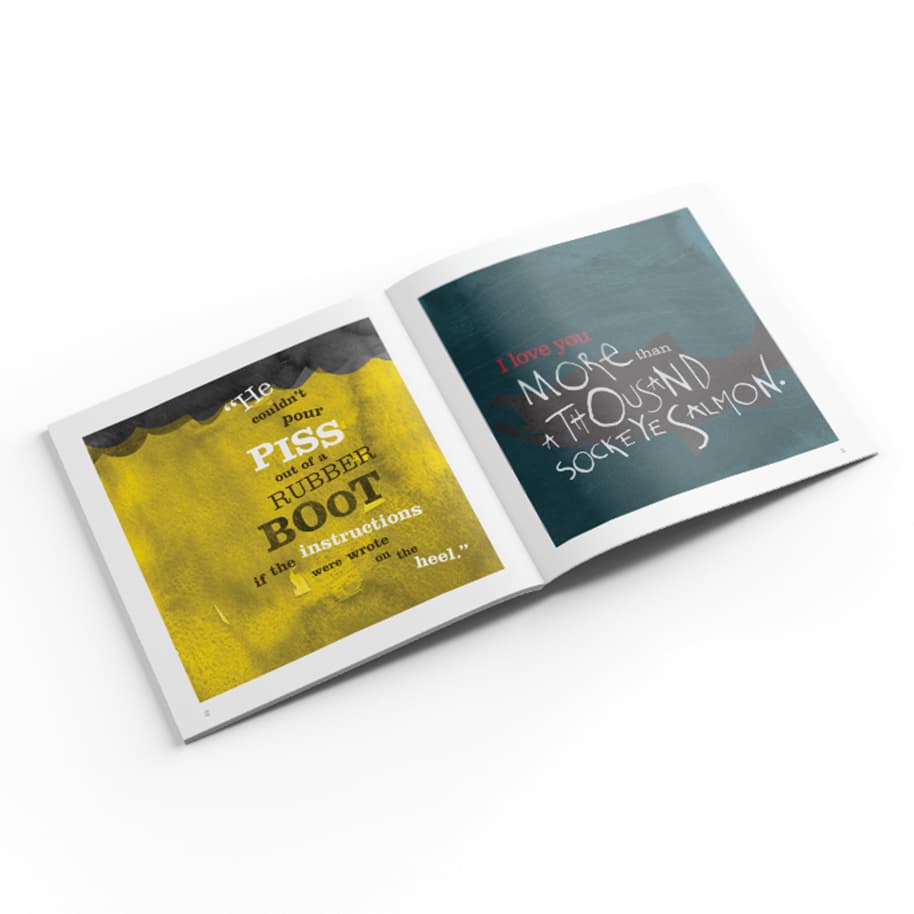 “He
couldn't
pour
PISS
out of a
RUBBER
BOOT
if the instructions
were wrote
on the
heel.”
I love you
MORE than
A THOUSAND
SOCKEYE SALMON.